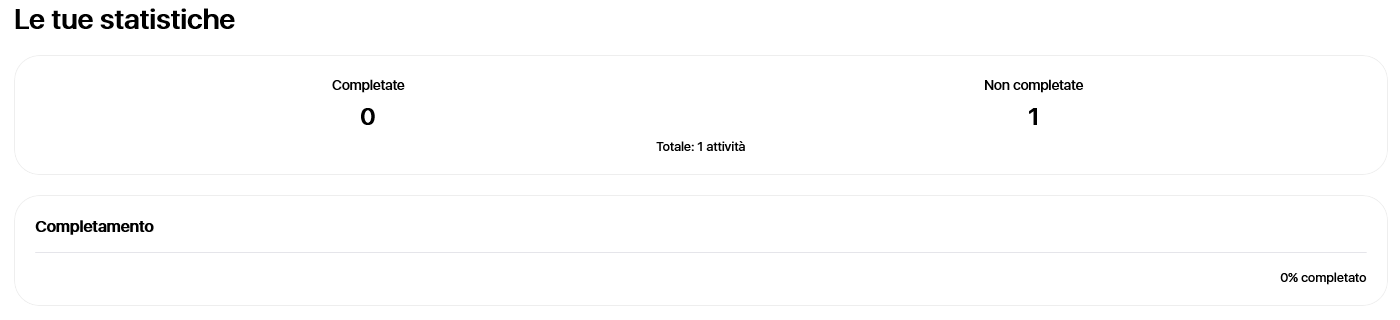 Le tue statistiche
Completate
0
Non completate
1
Totale: 1 attività
Completamento
0% completato